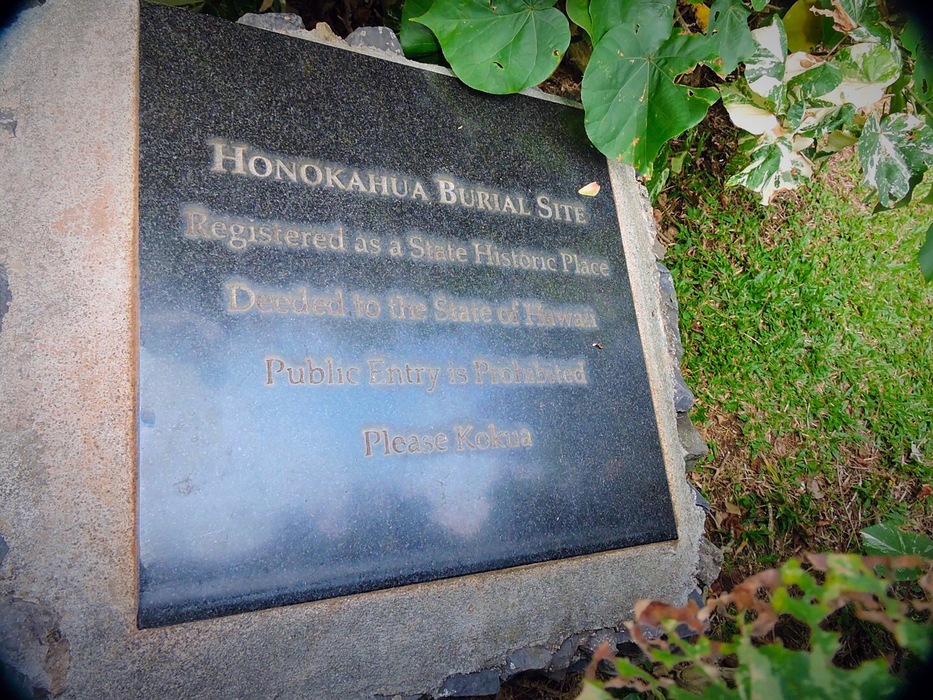 Honokahua Burial Site
Registered as a State Historic Place
Deeded to the State of Hawaii
Public Entry is Prohibited
Please Kokua